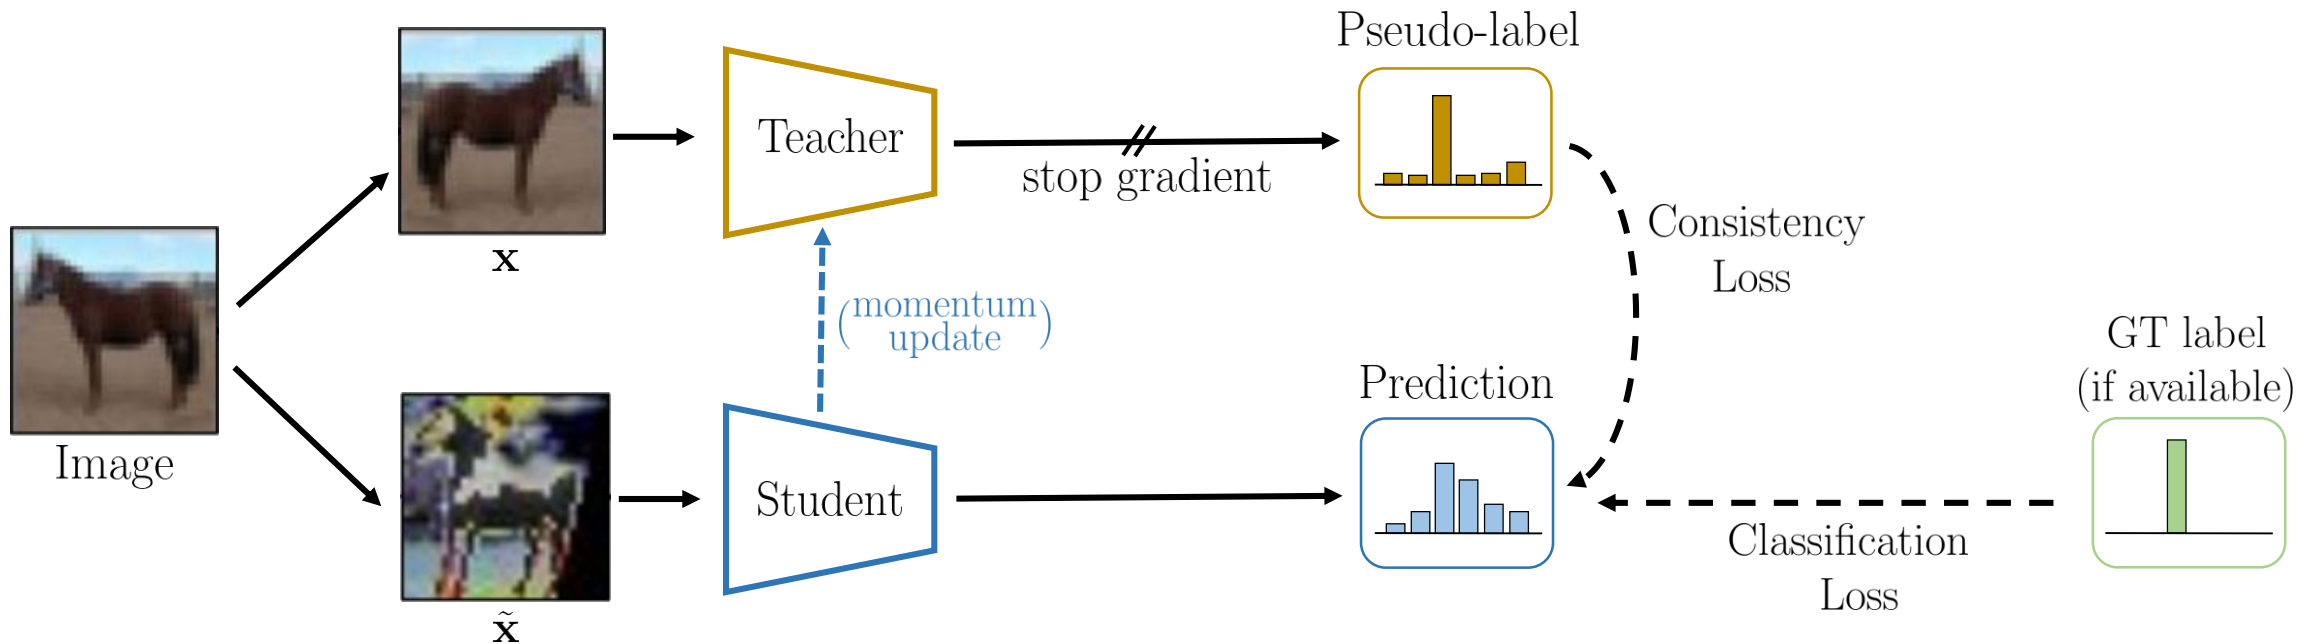 Pseudo-label
Teacher
stop gradient
x
Consistency
Loss
(momentum
update)
GT label
(if available)
Prediction
Image
Student
Classification
Loss
x̃